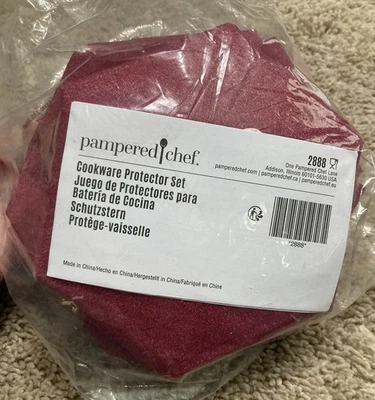 pampered chef.
2888
One Pampered Chef Lane
Addison, Illinois 60101-5630 USA
pamperedchef.com | pamperedchef.ca | pamperedchef.eu
Cookware Protector Set
Juego de Protectores para
Batería de Cocina
Schutzstern
Protège-vaisselle
*2888*
Made in China/Hecho en China/Hergestellt in China/Fabriqué en Chine